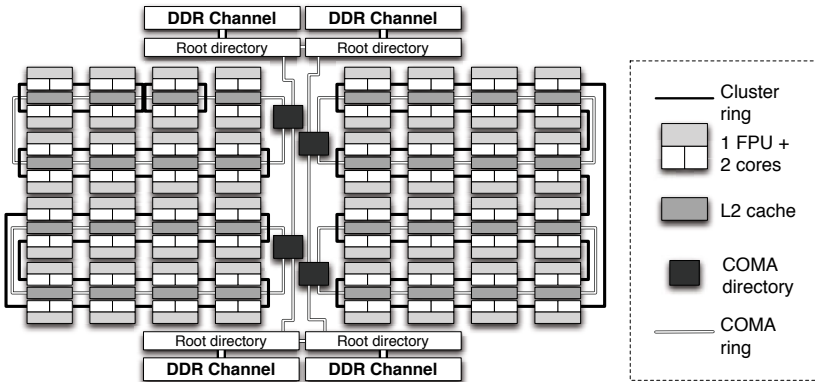 DDR Channel
DDR Channel
Root directory
Root directory
Cluster
ring
1 FPU +
2 cores
L2 cache
COMA
directory
COMA
ring
Root directory
Root directory
DDR Channel
DDR Channel